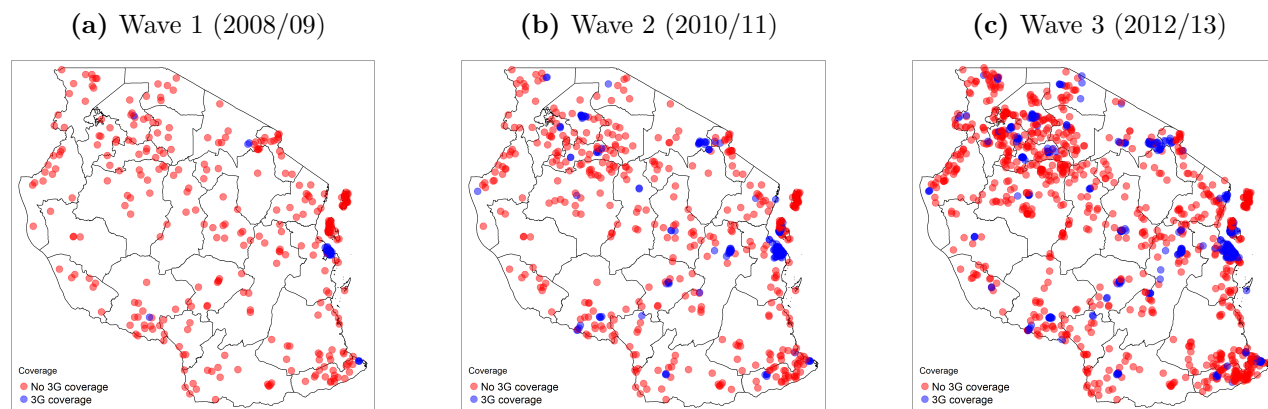 (a) Wave 1 (2008/09)
(b) Wave 2 (2010/11)
(c) Wave 3 (2012/13)
Coverage
No 3G coverage
3G coverage
Coverage
No 3G coverage
3G coverage
Coverage
No 3G coverage
3G coverage